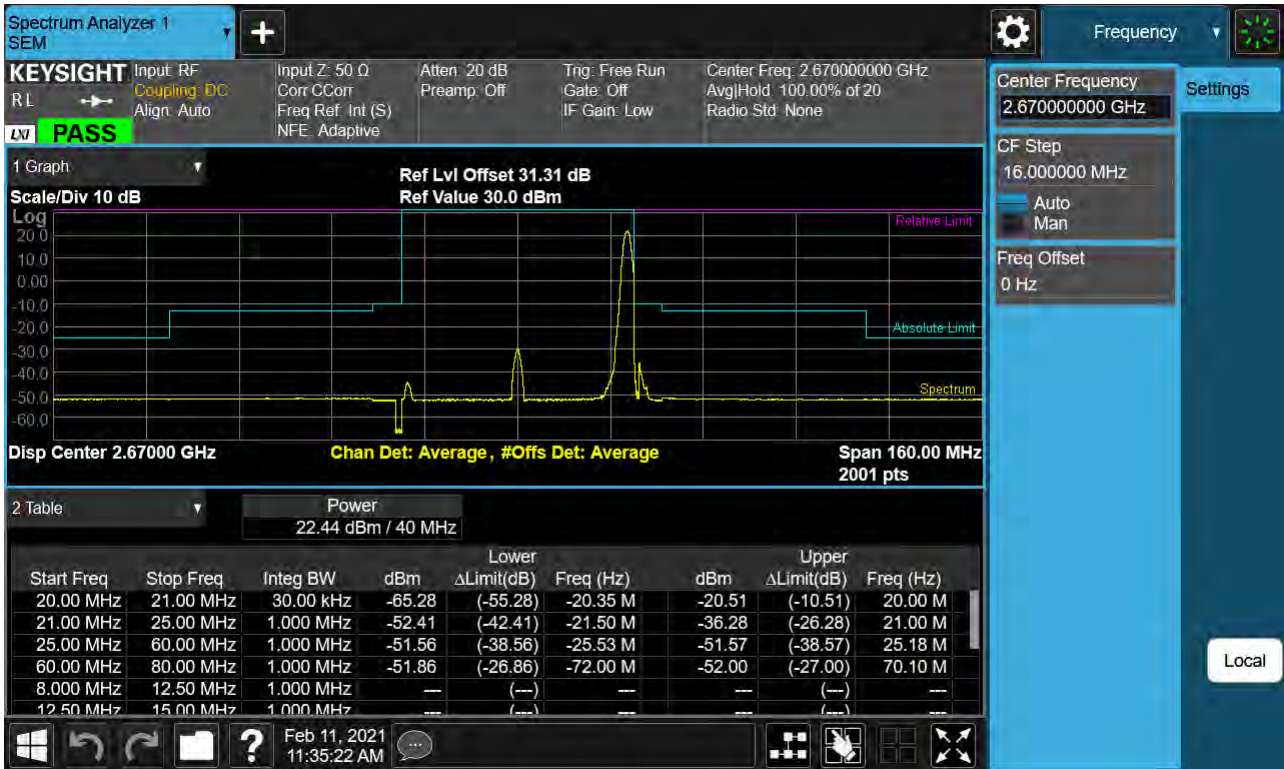 Spectrum Analyzer 1
SEM
Frequency
KEYSIGHT
Input: RF
Coupling: DC
Align: Auto
Input Z: 50 Ω
Corr CCorr
Freq Ref: Int (S)
NFE: Adaptive
Atten: 20 dB
Preamp: Off
Trig: Free Run
Gate: Off
IF Gain: Low
Center Freq: 2.670000000 GHz
Avg|Hold: 100.00% of 20
Radio Std: None
R L
LXI PASS
Center Frequency
2.670000000 GHz
Settings
CF Step
16.000000 MHz
Auto
Man
Freq Offset
0 Hz
Local
1 Graph
Ref Lvl Offset 31.31 dB
Scale/Div 10 dB Ref Value 30.0 dBm
Log
20.0
10.0
0.00
-10.0
-20.0
-30.0
-40.0
-50.0
-60.0
Relative Limit
Absolute Limit
Spectrum
Disp Center 2.67000 GHz Chan Det: Average, #Offs Det: Average Span 160.00 MHz
2001 pts
2 Table
Power
22.44 dBm / 40 MHz
Lower Upper
Start Freq Stop Freq Integ BW dBm ΔLimit(dB) Freq (Hz) dBm ΔLimit(dB) Freq (Hz)
20.00 MHz 21.00 MHz 30.00 kHz -65.28 (-55.28) -20.35 M -20.51 (-10.51) 20.00 M
21.00 MHz 25.00 MHz 1.000 MHz -52.41 (-42.41) -21.50 M -36.28 (-26.28) 21.00 M
25.00 MHz 60.00 MHz 1.000 MHz -51.56 (-38.56) -25.53 M -51.57 (-38.57) 25.18 M
60.00 MHz 80.00 MHz 1.000 MHz -51.86 (-26.86) -72.00 M -52.00 (-27.00) 70.10 M
8.000 MHz 12.50 MHz 1.000 MHz --- (---) --- --- (---) ---
12.50 MHz 15.00 MHz 1.000 MHz --- (---) --- --- (---) ---
Feb 11, 2021
11:35:22 AM